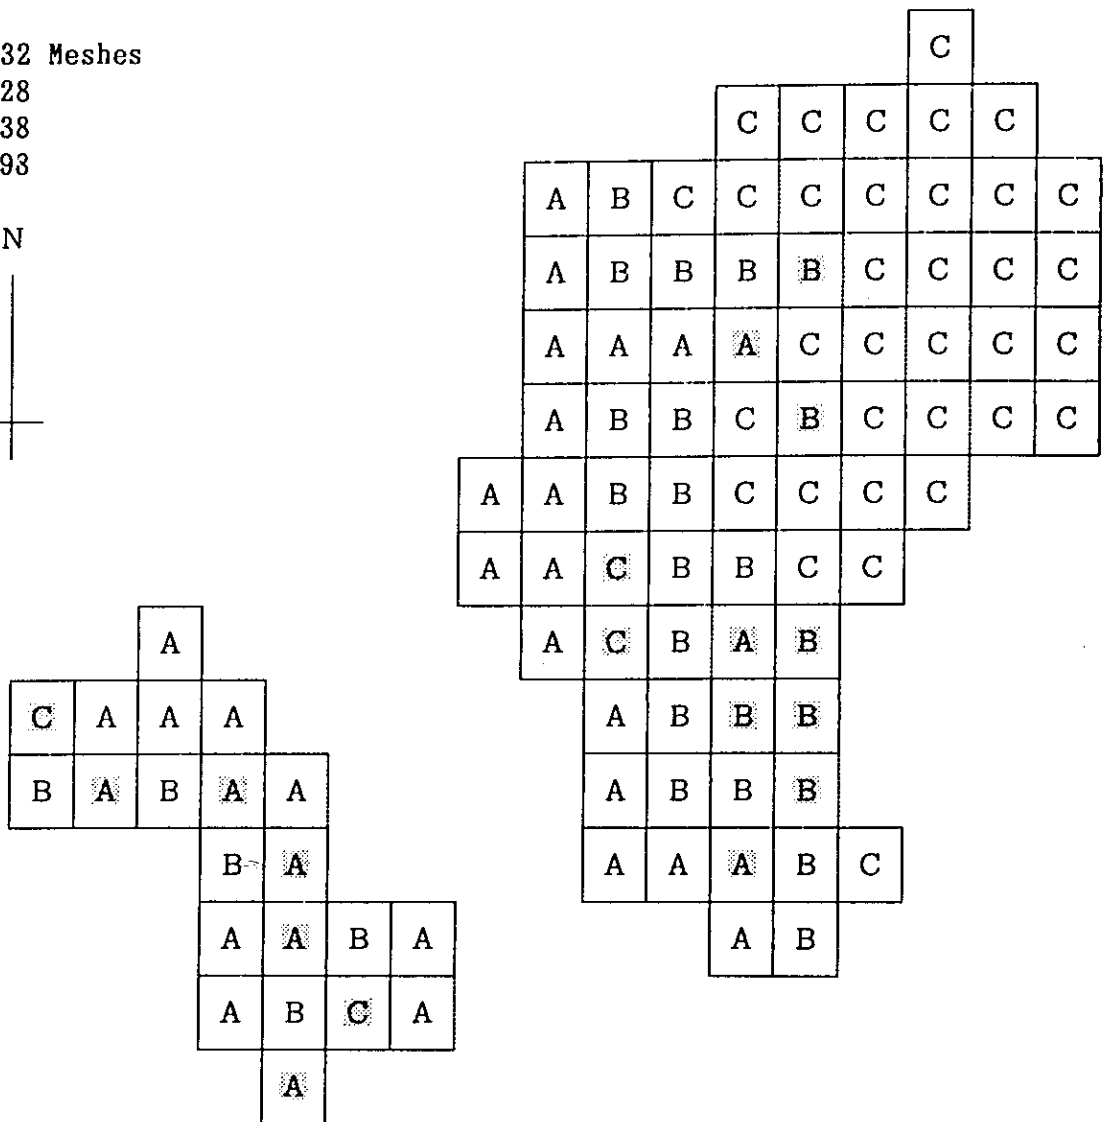 32 Meshes
28
38
93
N
C
C C C C C
A B C C C C C C C
A B B B B C C C C
A A A A C C C C C
A B B C B C C C C
A A B B C C C C
A A C B B C C
A C B A B
A B B B
A B B B
A A A B C
A B
A
C A A A
B A B A A
B A
A A B A
A B C A
A